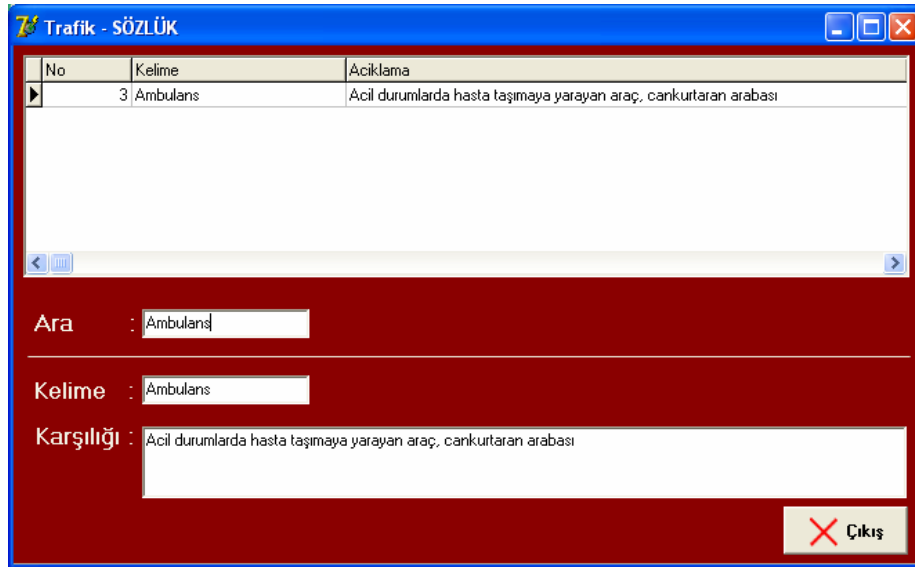 Trafik - SÖZLÜK
No Kelime Aciklama
3 Ambulans Acil durumlarda hasta taşımaya yarayan araç, cankurtaran arabası
Ara : Ambulans
Kelime : Ambulans
Karşılığı : Acil durumlarda hasta taşımaya yarayan araç, cankurtaran arabası
Çıkış